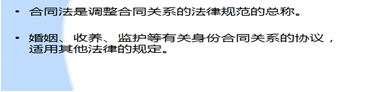 • 合同法是调整合同关系的法律规范的总称。
• 婚姻、收养、监护等有关身份合同关系的协议，
适用其他法律的规定。